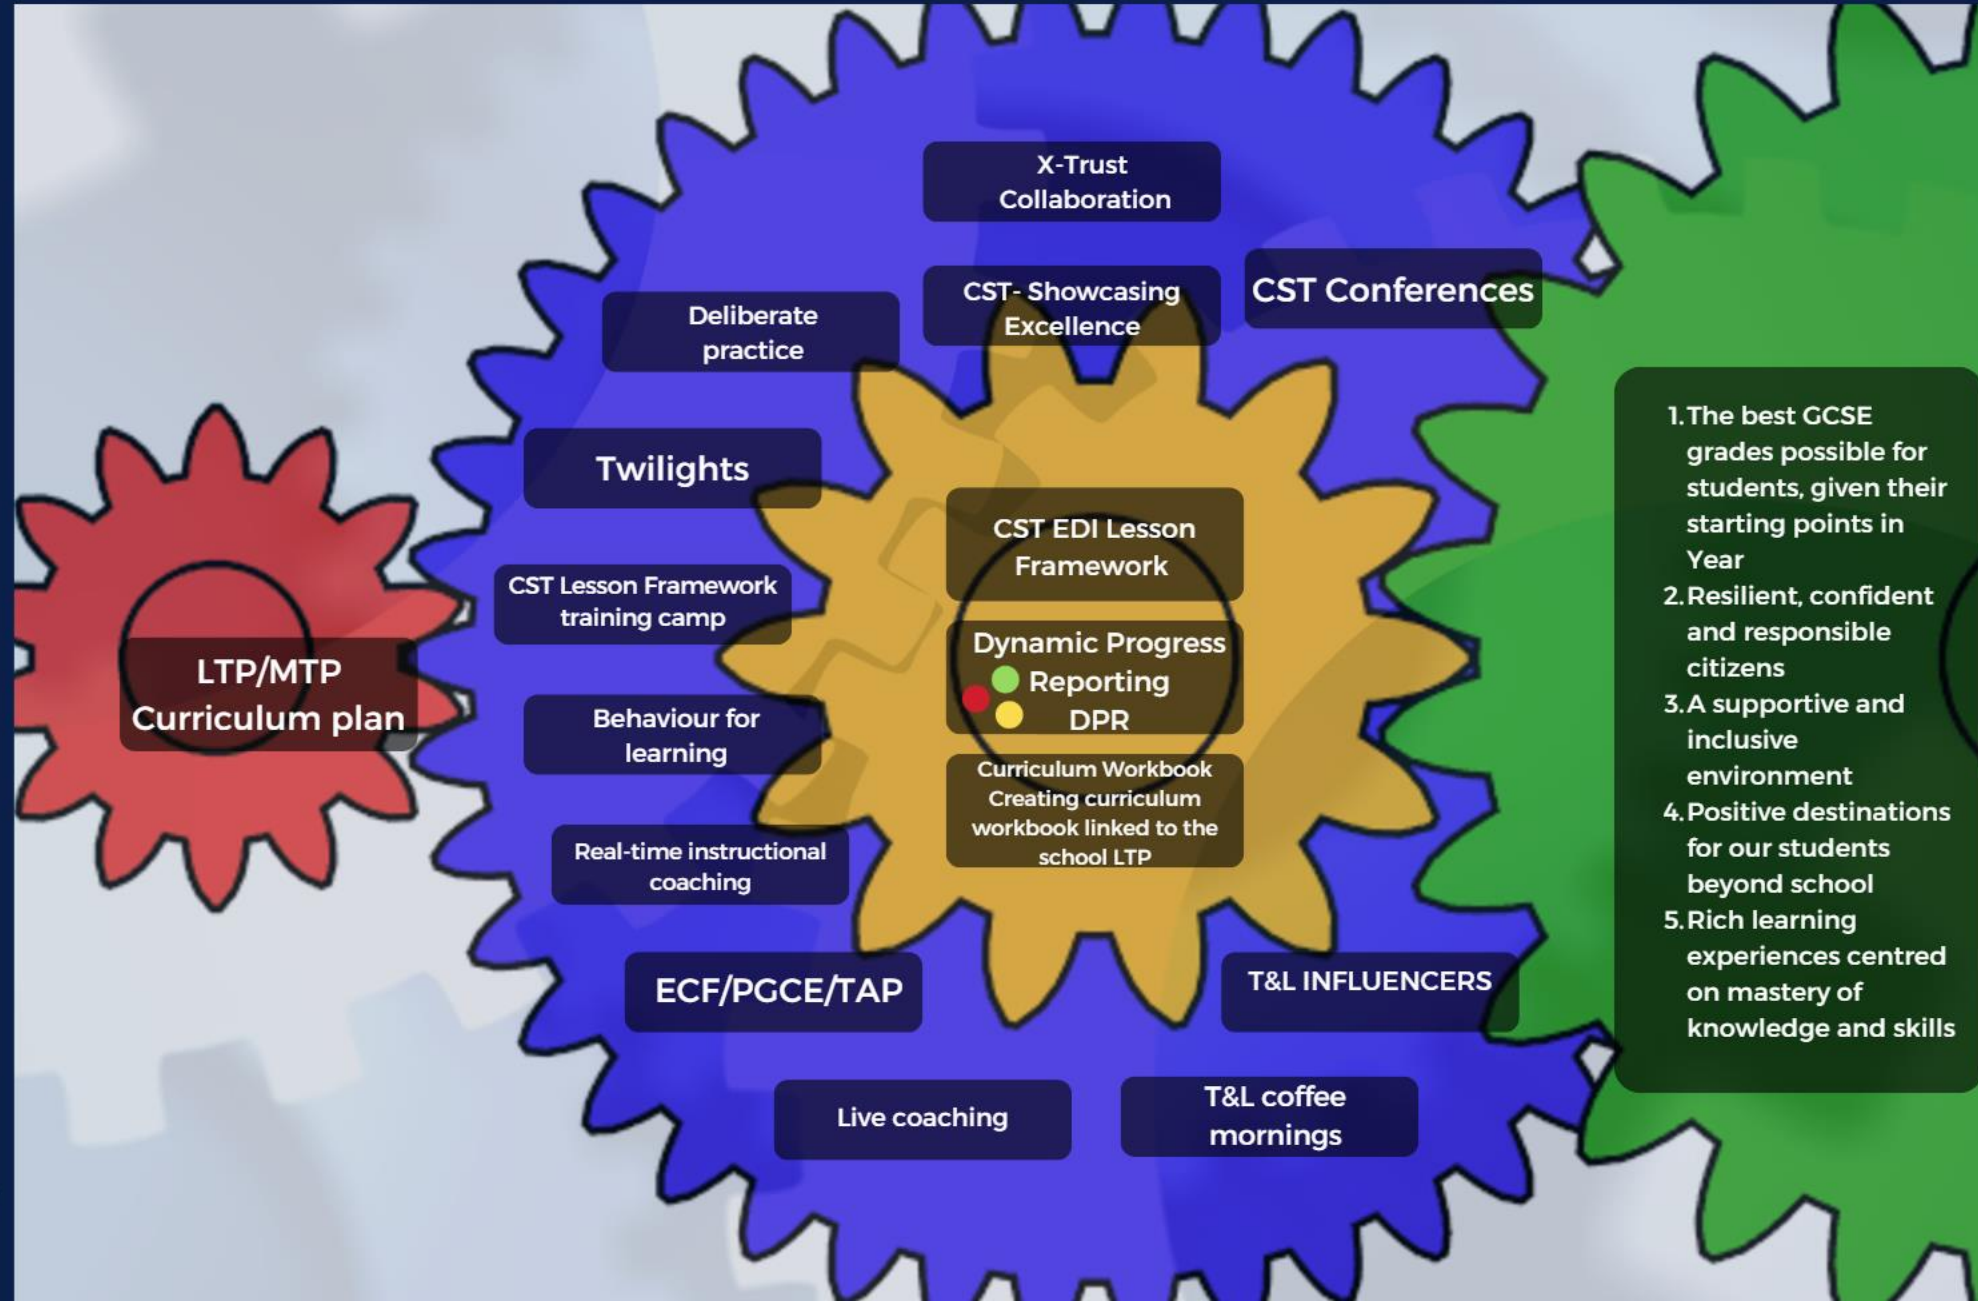 X-Trust
Collaboration
CST- Showcasing
Excellence
CST Conferences
Deliberate
practice
Twilights
CST Lesson Framework
training camp
Behaviour for
learning
Real-time instructional
coaching
ECF/PGCE/TAP
Live coaching
T&L coffee
mornings
T&L INFLUENCERS
LTP/MTP
Curriculum plan
CST EDI Lesson
Framework
Dynamic Progress
Reporting
DPR
Curriculum Workbook
Creating curriculum
workbook linked to the
school LTP
1. The best GCSE
grades possible for
students, given their
starting points in
Year
2. Resilient, confident
and responsible
citizens
3. A supportive and
inclusive
environment
4. Positive destinations
for our students
beyond school
5. Rich learning
experiences centred
on mastery of
knowledge and skills